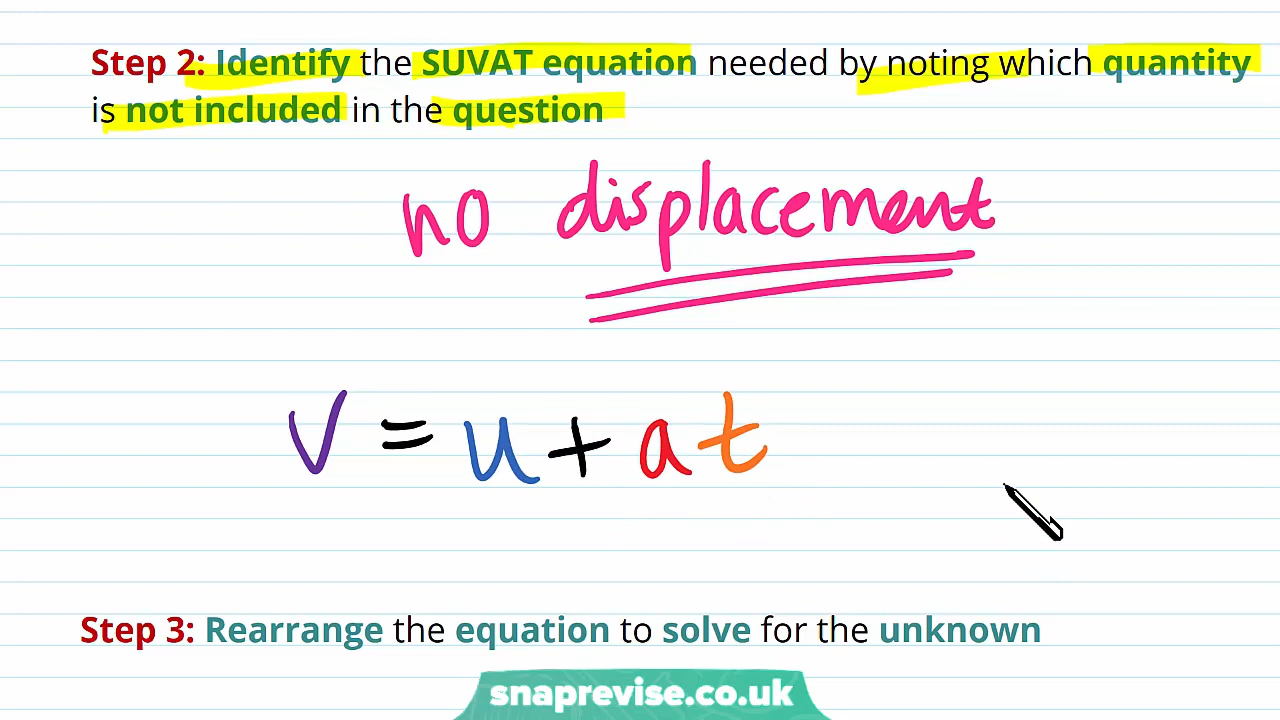 Step 2: Identify the SUVAT equation needed by noting which quantity
is not included in the question
no displacement
v = u + at
Step 3: Rearrange the equation to solve for the unknown
snaprevise.co.uk